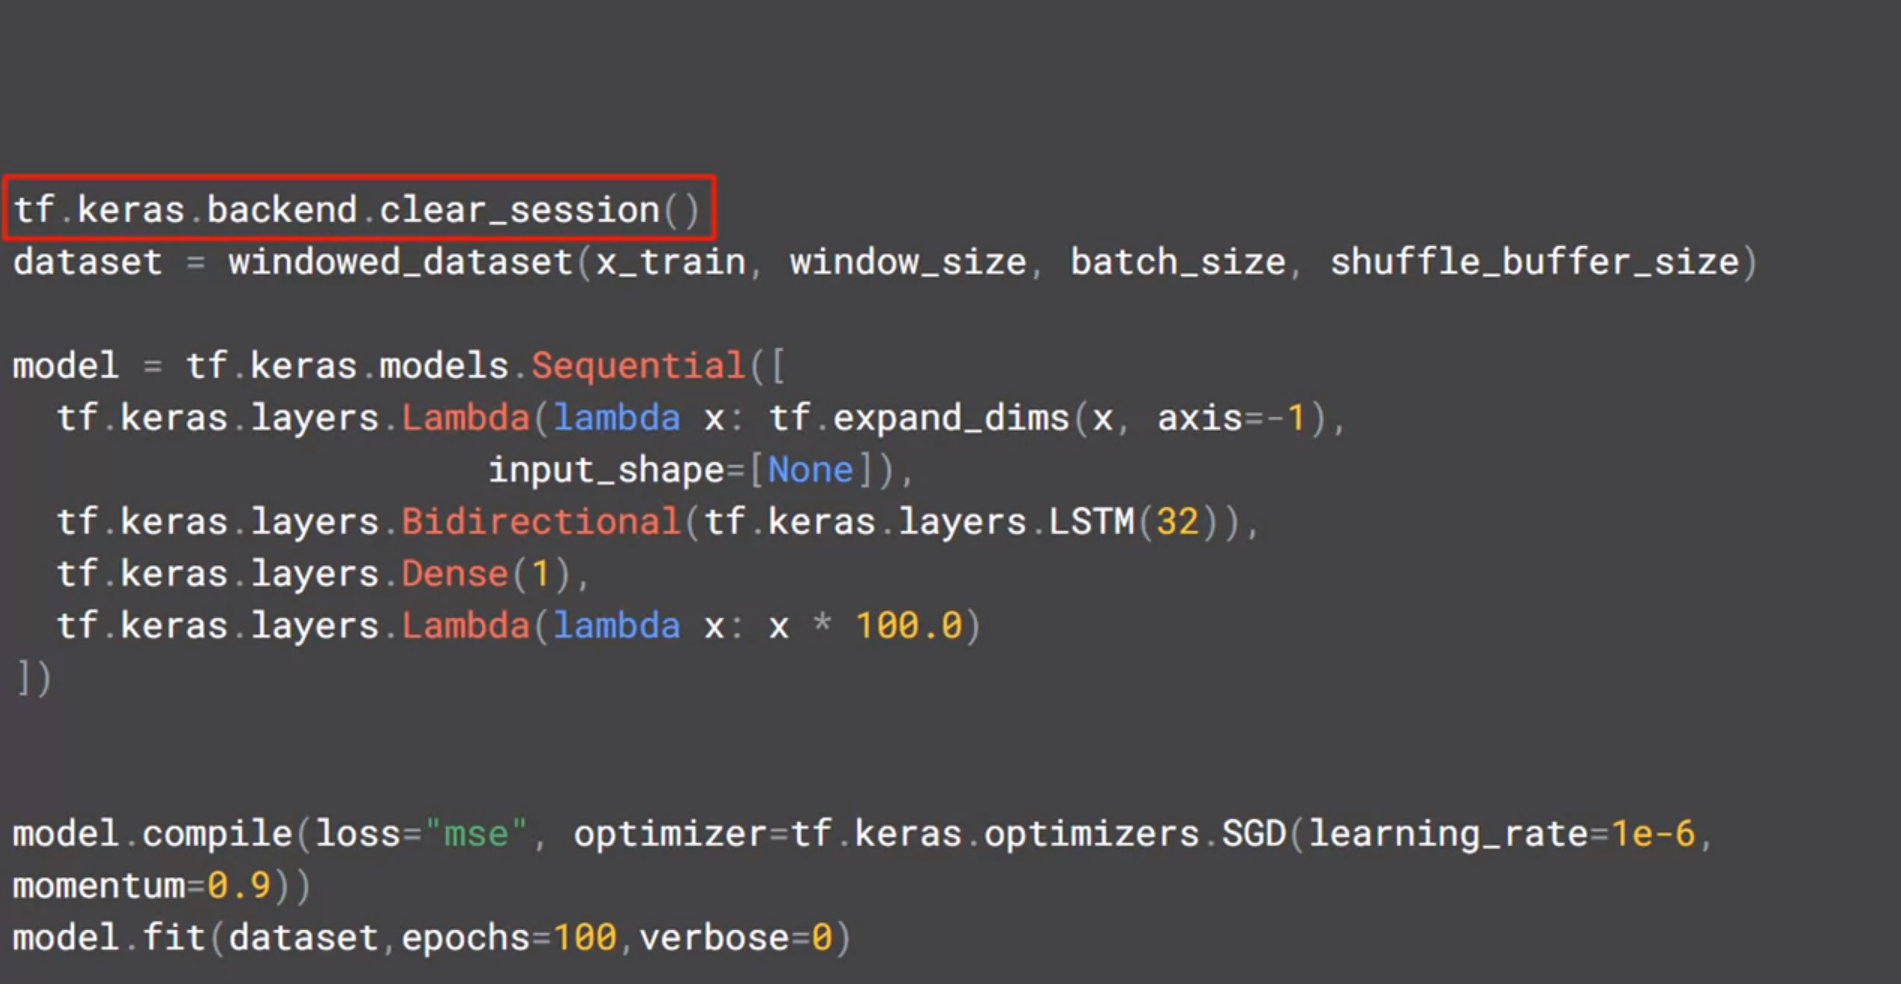 tf.keras.backend.clear_session()
dataset = windowed_dataset(x_train, window_size, batch_size, shuffle_buffer_size)
model = tf.keras.models.Sequential([
  tf.keras.layers.Lambda(lambda x: tf.expand_dims(x, axis=-1),
                      input_shape=[None]),
  tf.keras.layers.Bidirectional(tf.keras.layers.LSTM(32)),
  tf.keras.layers.Dense(1),
  tf.keras.layers.Lambda(lambda x: x * 100.0)
])
model.compile(loss="mse", optimizer=tf.keras.optimizers.SGD(learning_rate=1e-6,
momentum=0.9))
model.fit(dataset,epochs=100,verbose=0)